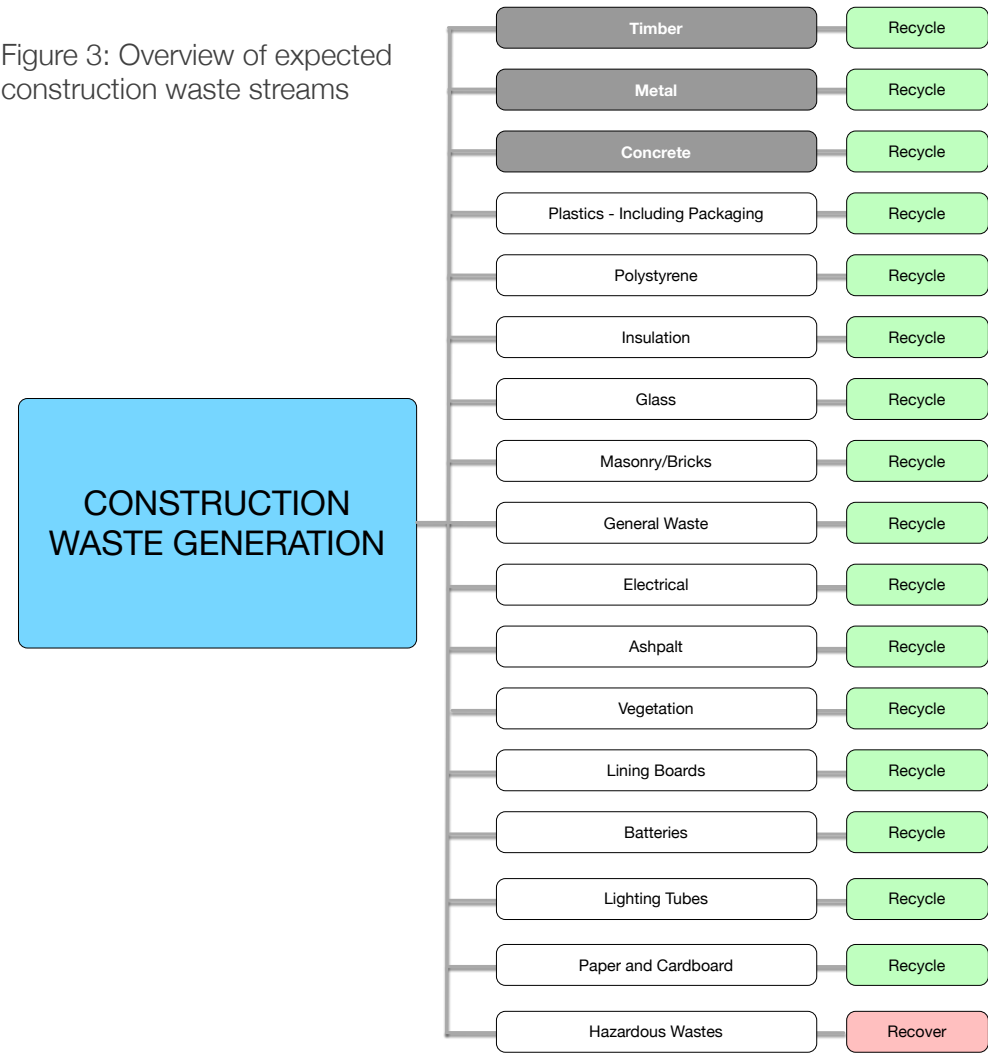 Figure 3: Overview of expected
construction waste streams
CONSTRUCTION
WASTE GENERATION
Timber
Recycle
Metal
Recycle
Concrete
Recycle
Plastics - Including Packaging
Recycle
Polystyrene
Recycle
Insulation
Recycle
Glass
Recycle
Masonry/Bricks
Recycle
General Waste
Recycle
Electrical
Recycle
Ashpalt
Recycle
Vegetation
Recycle
Lining Boards
Recycle
Batteries
Recycle
Lighting Tubes
Recycle
Paper and Cardboard
Recycle
Hazardous Wastes
Recover